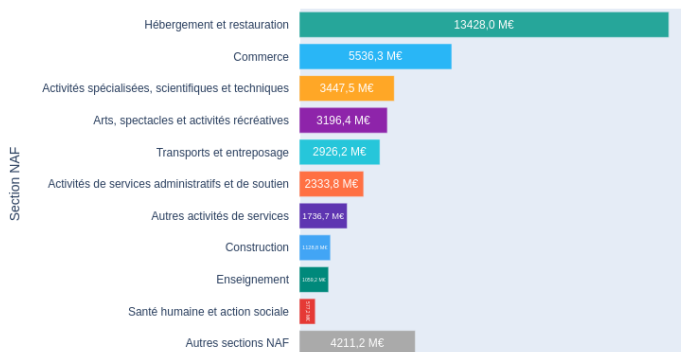 Section NAF
Hébergement et restauration
13428,0 M€
Commerce
5536,3 M€
Activités spécialisées, scientifiques et techniques
3447,5 M€
Arts, spectacles et activités récréatives
3196,4 M€
Transports et entreposage
2926,2 M€
Activités de services administratifs et de soutien
2333,8 M€
Autres activités de services
1736,7 M€
Construction
Enseignement
Santé humaine et action sociale
Autres sections NAF
4211,2 M€